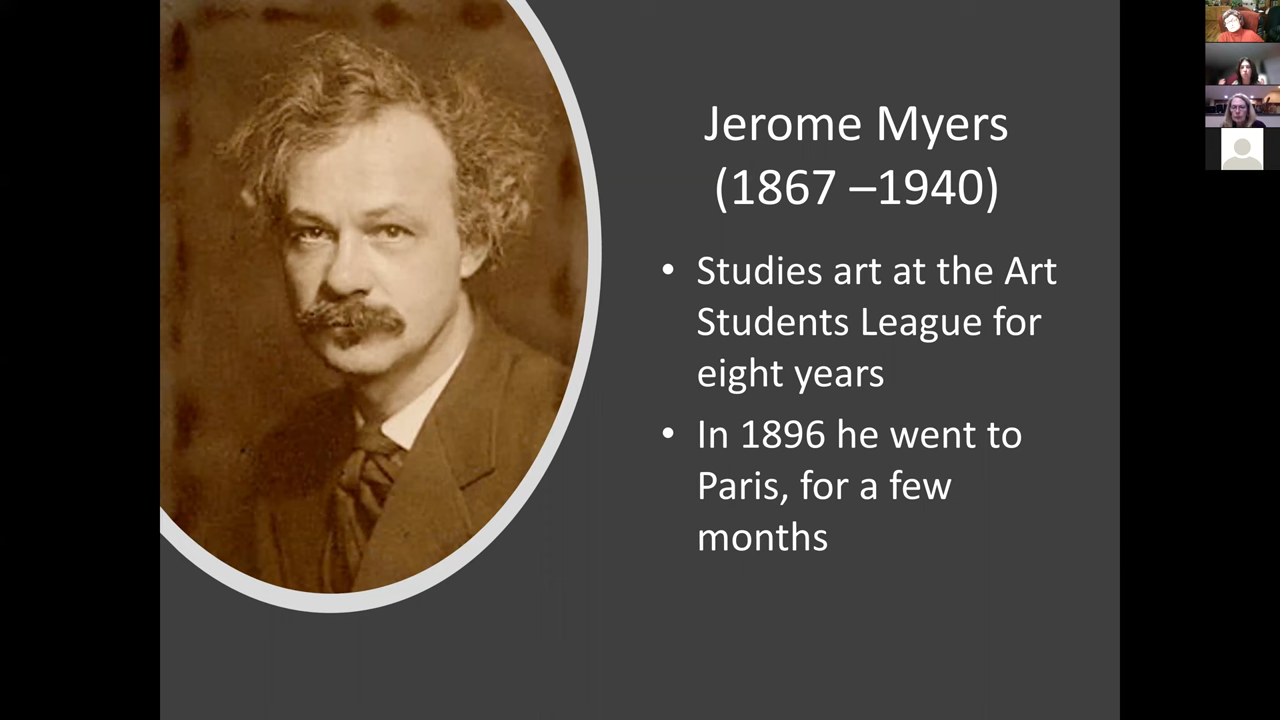 Jerome Myers
(1867 –1940)
• Studies art at the Art
Students League for
eight years
• In 1896 he went to
Paris, for a few
months